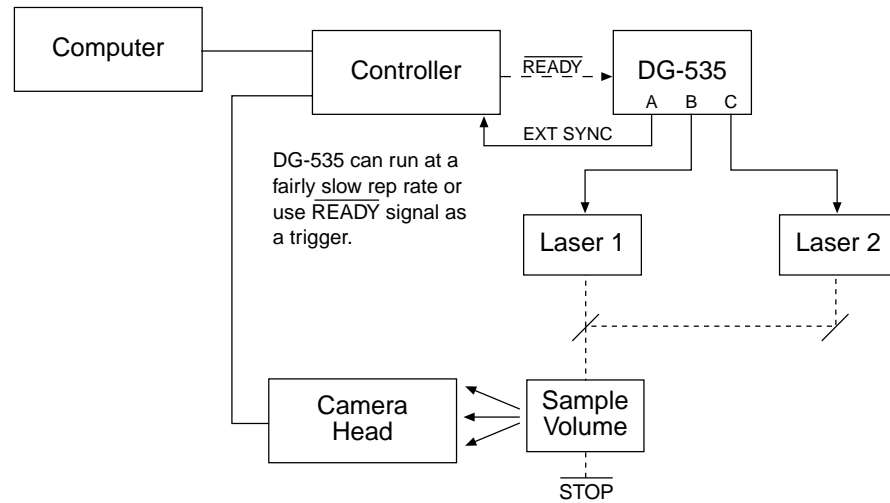 Computer
Controller
READY
DG-535
A B C
EXT SYNC
DG-535 can run at a
fairly slow rep rate or
use READY signal as
a trigger.
Laser 1
Laser 2
Camera
Head
Sample
Volume
STOP